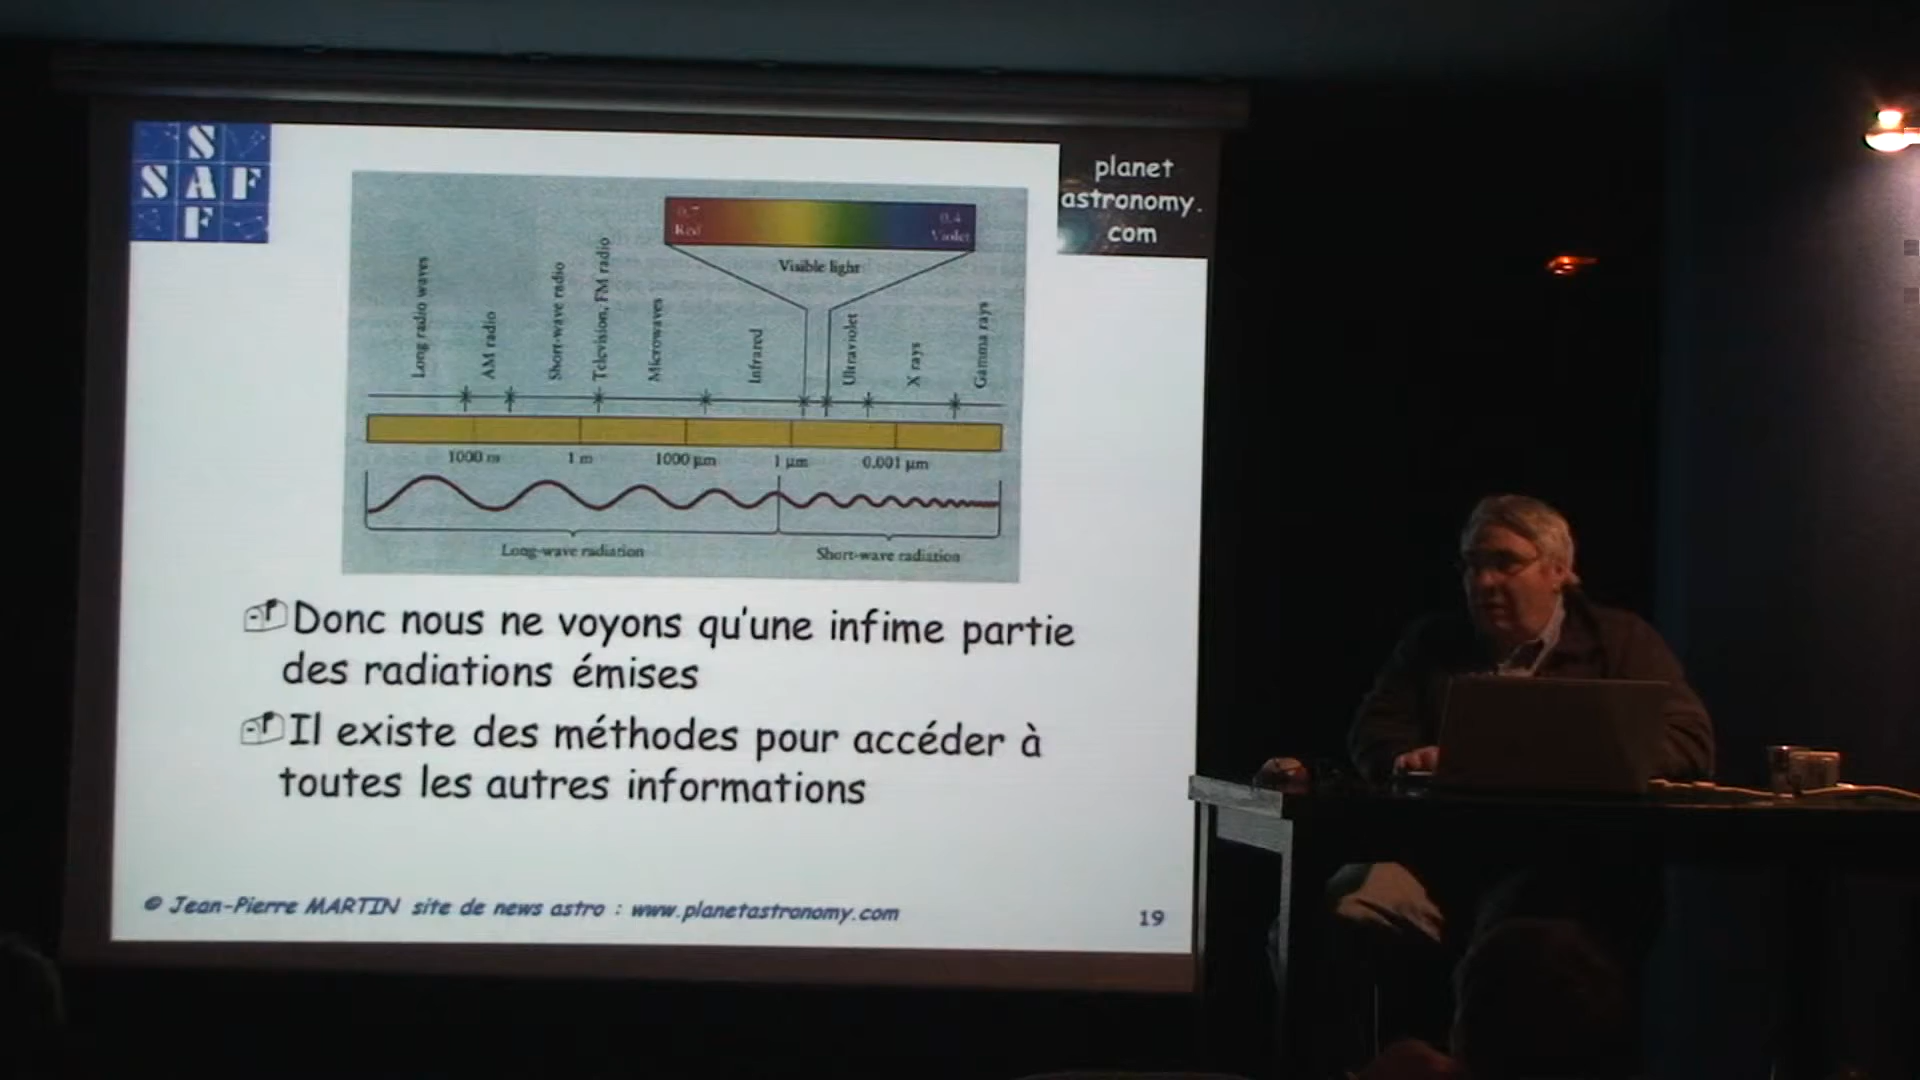 S
SAF
F
planet
astronomy.
com
0.7
Red
0.4
Violet
Visible light
Long radio waves
AM radio
Short-wave radio
Television, FM radio
Microwaves
Infrared
Ultraviolet
X rays
Gamma rays
1000 m
1 m
1000 µm
1 µm
0.001 µm
Long-wave radiation
Short-wave radiation
Donc nous ne voyons qu'une infime partie
des radiations émises
Il existe des méthodes pour accéder à
toutes les autres informations
© Jean-Pierre MARTIN site de news astro : www.planetastronomy.com
19